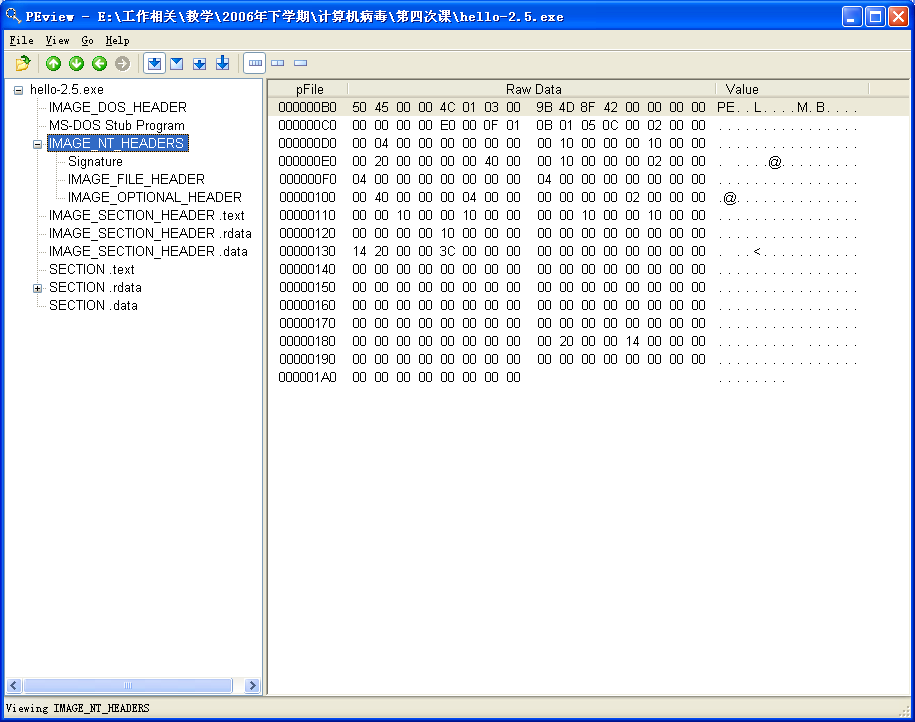 PEview - E:\工作相关\教学\2006年下学期\计算机病毒\第四次课\hello-2.5.exe
File View Go Help
hello-2.5.exe
IMAGE_DOS_HEADER
MS-DOS Stub Program
IMAGE_NT_HEADERS
Signature
IMAGE_FILE_HEADER
IMAGE_OPTIONAL_HEADER
IMAGE_SECTION_HEADER .text
IMAGE_SECTION_HEADER .rdata
IMAGE_SECTION_HEADER .data
SECTION .text
SECTION .rdata
SECTION .data
pFile Raw Data Value
000000B0 50 45 00 00 4C 01 03 00 9B 4D 8F 42 00 00 00 00 PE..L....M.B....
000000C0 00 00 00 00 E0 00 0F 01 0B 01 05 0C 00 02 00 00 ................
000000D0 00 04 00 00 00 00 00 00 00 10 00 00 00 10 00 00 ................
000000E0 00 20 00 00 00 00 40 00 00 10 00 00 00 02 00 00 . ....@.........
000000F0 04 00 00 00 00 00 00 00 04 00 00 00 00 00 00 00 ................
00000100 00 40 00 00 00 04 00 00 00 00 00 00 02 00 00 00 .@..............
00000110 00 00 10 00 00 10 00 00 00 00 10 00 00 10 00 00 ................
00000120 00 00 00 00 10 00 00 00 00 00 00 00 00 00 00 00 ................
00000130 14 20 00 00 3C 00 00 00 00 00 00 00 00 00 00 00 . ..<...........
00000140 00 00 00 00 00 00 00 00 00 00 00 00 00 00 00 00 ................
00000150 00 00 00 00 00 00 00 00 00 00 00 00 00 00 00 00 ................
00000160 00 00 00 00 00 00 00 00 00 00 00 00 00 00 00 00 ................
00000170 00 00 00 00 00 00 00 00 00 00 00 00 00 00 00 00 ................
00000180 00 00 00 00 00 00 00 00 00 20 00 00 14 00 00 00 ......... ......
00000190 00 00 00 00 00 00 00 00 00 00 00 00 00 00 00 00 ................
000001A0 00 00 00 00 00 00 00 00 ........
Viewing IMAGE_NT_HEADERS